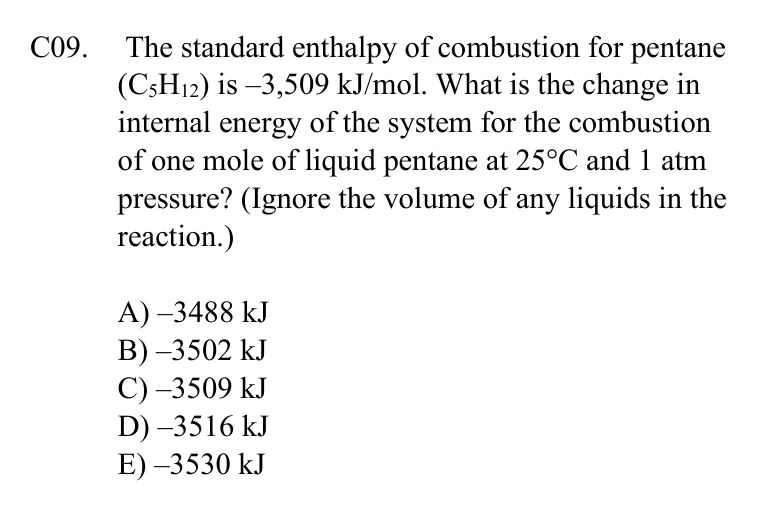 C09. The standard enthalpy of combustion for pentane
(C₅H₁₂) is –3,509 kJ/mol. What is the change in
internal energy of the system for the combustion
of one mole of liquid pentane at 25°C and 1 atm
pressure? (Ignore the volume of any liquids in the
reaction.)
A) –3488 kJ
B) –3502 kJ
C) –3509 kJ
D) –3516 kJ
E) –3530 kJ